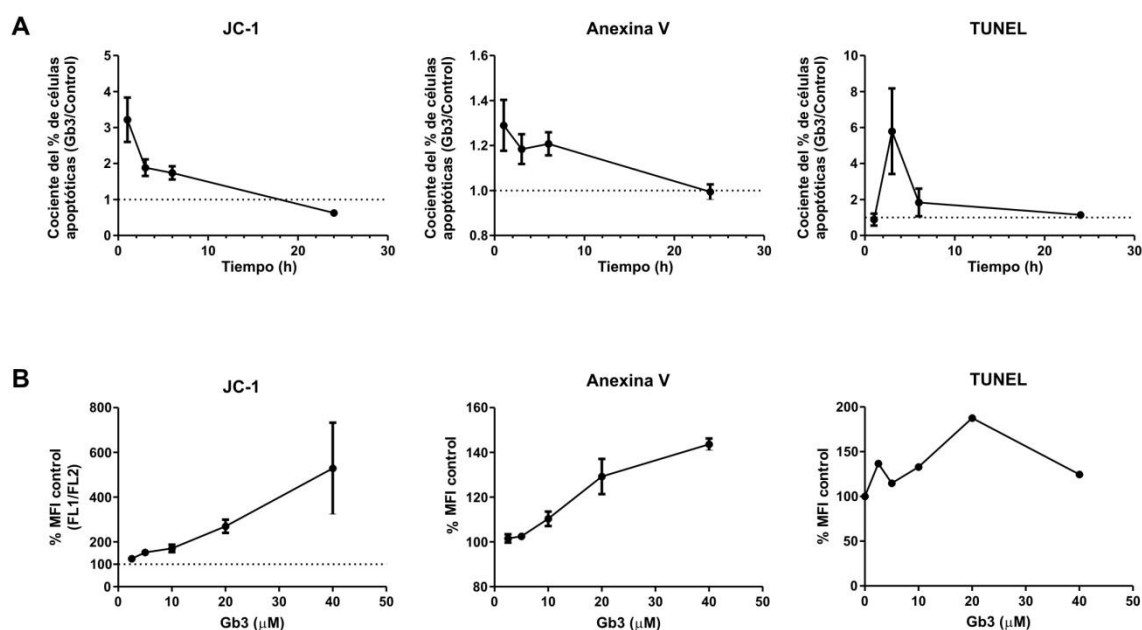 A
JC-1
Cociente del % de células
apoptóticas (Gb3/Control)
5
4
3
2
1
0
0 10 20 30
Tiempo (h)
Anexina V
Cociente del % de células
apoptóticas (Gb3/Control)
1.6
1.4
1.2
1.0
0.8
0 10 20 30
Tiempo (h)
TUNEL
Cociente del % de células
apoptóticas (Gb3/Control)
10
8
6
4
2
0
0 10 20 30
Tiempo (h)
B
JC-1
% MFI control
(FL1/FL2)
800
600
400
200
100
0
0 10 20 30 40 50
Gb3 (μM)
Anexina V
% MFI control
160
140
120
100
80
0 10 20 30 40 50
Gb3 (μM)
TUNEL
% MFI control
200
150
100
50
0
0 10 20 30 40 50
Gb3 (μM)